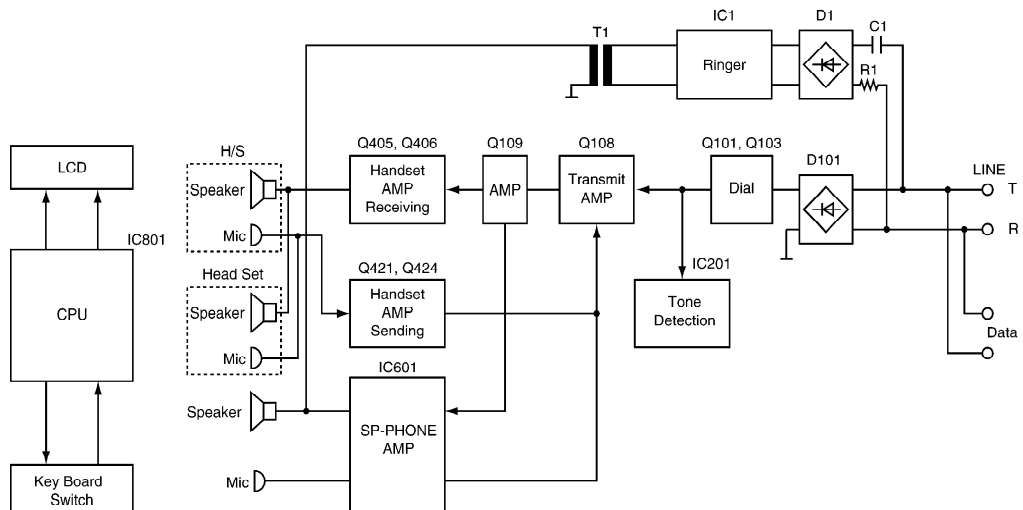 IC1
D1
C1
T1
Ringer
R1
H/S
Q405, Q406
Q109
Q108
Q101, Q103
D101
LINE
LCD
Speaker
Handset
AMP
Receiving
AMP
Transmit
AMP
Dial
T
Mic
R
IC801
Head Set
Q421, Q424
IC201
CPU
Speaker
Handset
AMP
Sending
Tone
Detection
Data
Mic
IC601
Speaker
SP-PHONE
AMP
Key Board
Switch
Mic